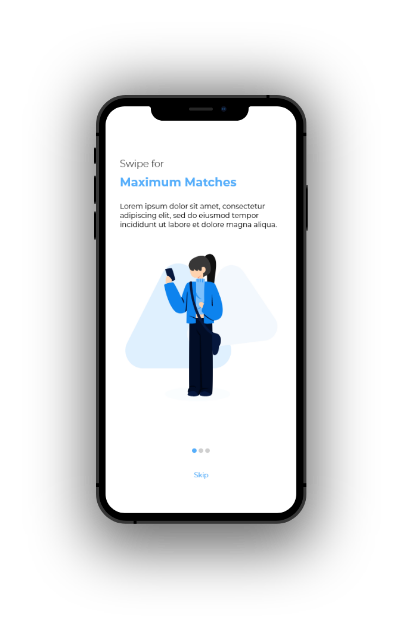 Swipe for
Maximum Matches
Lorem ipsum dolor sit amet, consectetur
adipiscing elit, sed do eiusmod tempor
incididunt ut labore et dolore magna aliqua.
Skip